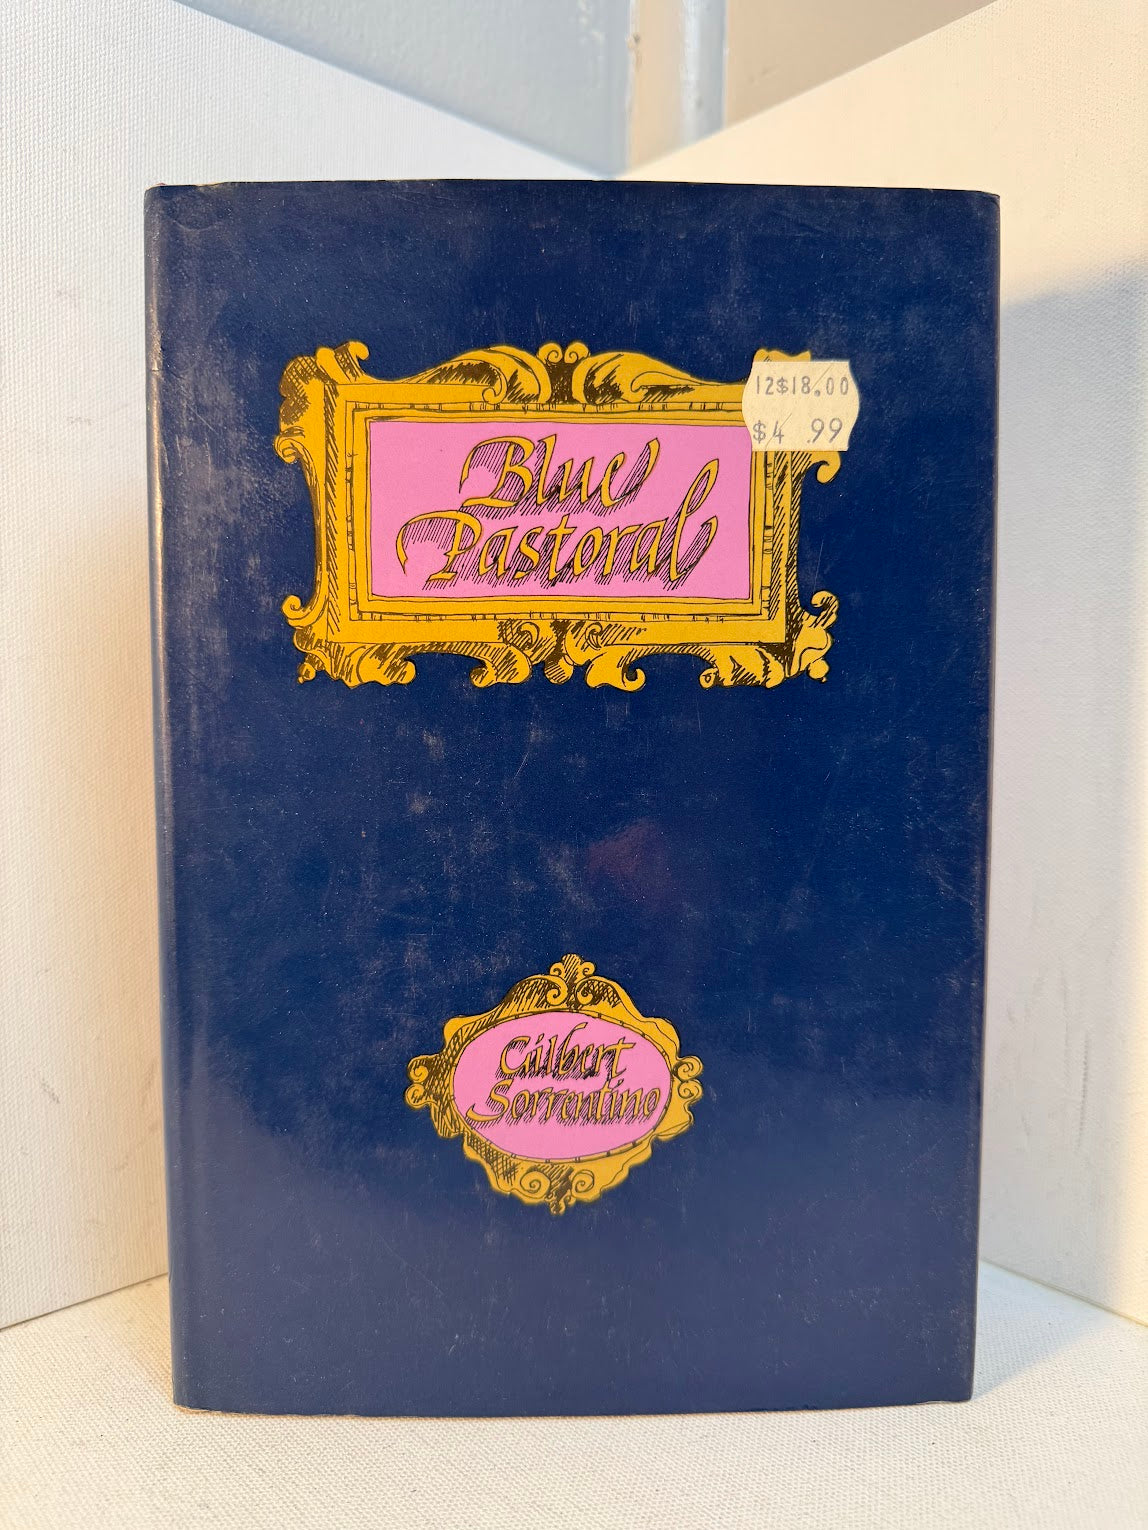 12$18.00
$4 .99
Blue
Pastoral
Gilbert
Sorrentino